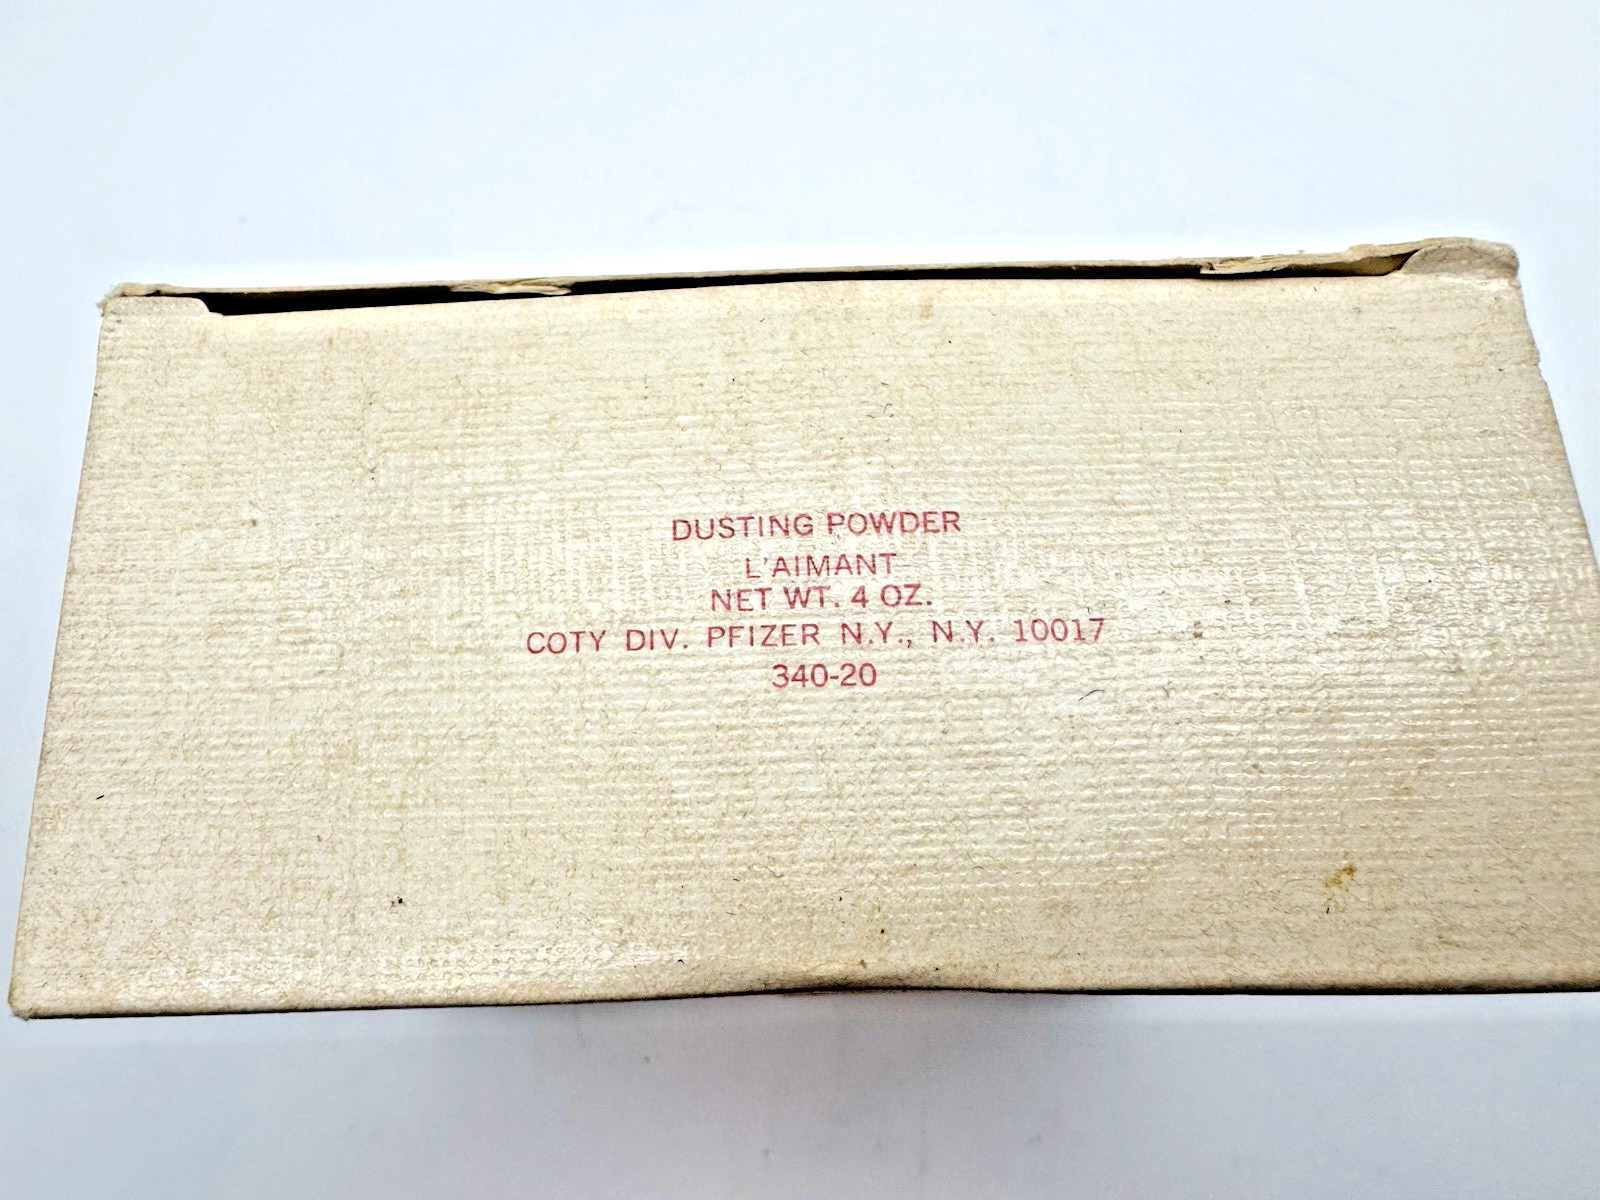 DUSTING POWDER
L'AIMANT
NET WT. 4 OZ.
COTY DIV. PFIZER N.Y., N.Y. 10017
340-20